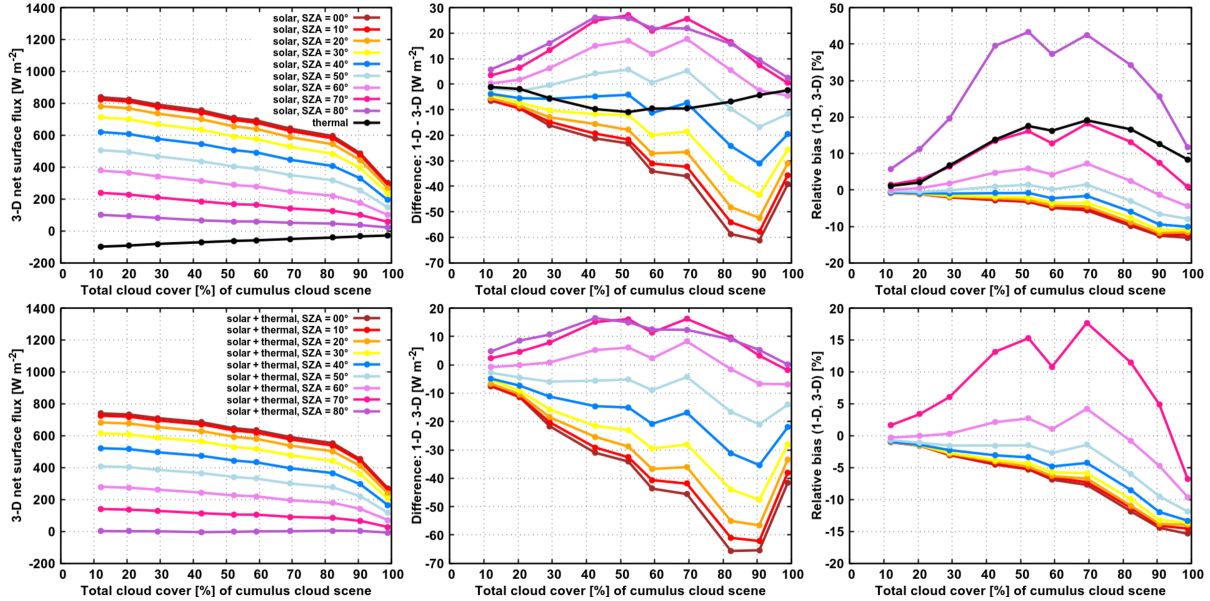 1400
1200
1000
800
600
400
200
0
-200
0 10 20 30 40 50 60 70 80 90 100
3-D net surface flux [W m⁻²]
Total cloud cover [%] of cumulus cloud scene
solar, SZA = 00°
solar, SZA = 10°
solar, SZA = 20°
solar, SZA = 30°
solar, SZA = 40°
solar, SZA = 50°
solar, SZA = 60°
solar, SZA = 70°
solar, SZA = 80°
thermal
30
20
10
0
-10
-20
-30
-40
-50
-60
-70
0 10 20 30 40 50 60 70 80 90 100
Difference: 1-D - 3-D [W m⁻²]
Total cloud cover [%] of cumulus cloud scene
50
40
30
20
10
0
-10
-20
0 10 20 30 40 50 60 70 80 90 100
Relative bias (1-D, 3-D) [%]
Total cloud cover [%] of cumulus cloud scene
1400
1200
1000
800
600
400
200
0
-200
0 10 20 30 40 50 60 70 80 90 100
3-D net surface flux [W m⁻²]
Total cloud cover [%] of cumulus cloud scene
solar + thermal, SZA = 00°
solar + thermal, SZA = 10°
solar + thermal, SZA = 20°
solar + thermal, SZA = 30°
solar + thermal, SZA = 40°
solar + thermal, SZA = 50°
solar + thermal, SZA = 60°
solar + thermal, SZA = 70°
solar + thermal, SZA = 80°
20
10
0
-10
-20
-30
-40
-50
-60
-70
0 10 20 30 40 50 60 70 80 90 100
Difference: 1-D - 3-D [W m⁻²]
Total cloud cover [%] of cumulus cloud scene
20
15
10
5
0
-5
-10
-15
-20
0 10 20 30 40 50 60 70 80 90 100
Relative bias (1-D, 3-D) [%]
Total cloud cover [%] of cumulus cloud scene